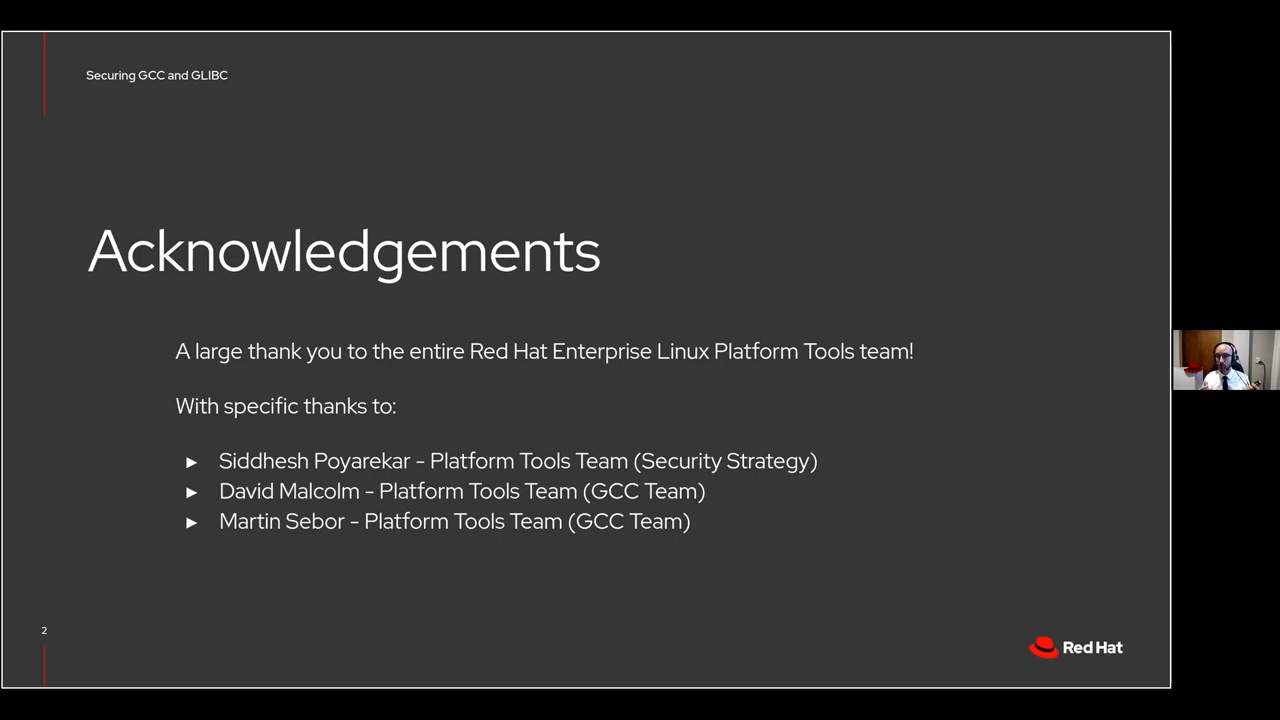 Securing GCC and GLIBC
Acknowledgements
A large thank you to the entire Red Hat Enterprise Linux Platform Tools team!
With specific thanks to:
► Siddhesh Poyarekar - Platform Tools Team (Security Strategy)
► David Malcolm - Platform Tools Team (GCC Team)
► Martin Sebor - Platform Tools Team (GCC Team)
2
Red Hat